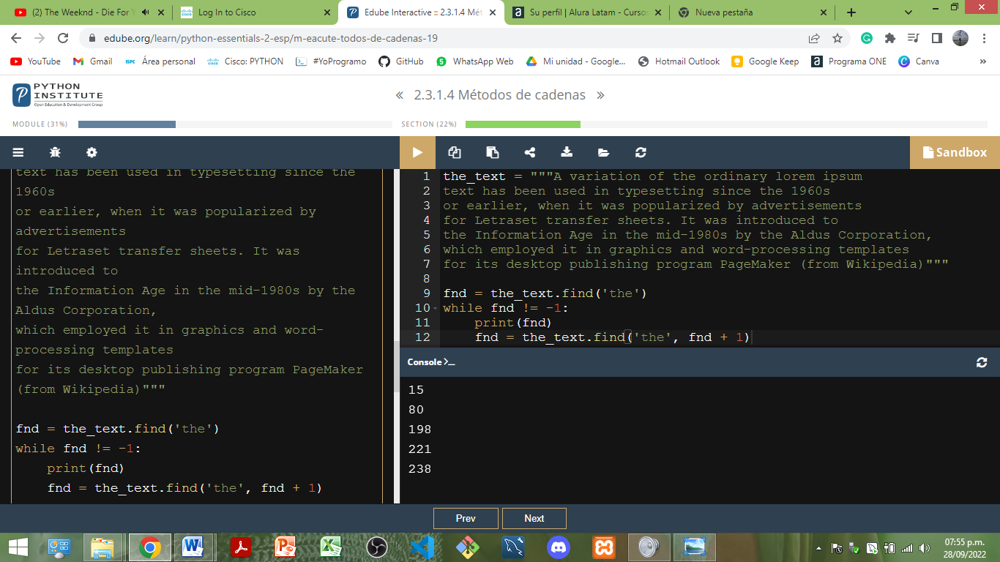 (2) The Weeknd - Die For Y
Log In to Cisco
Edube Interactive :: 2.3.1.4 Mét
Su perfil | Alura Latam - Curso
Nueva pestaña
edube.org/learn/python-essentials-2-esp/m-eacute-todos-de-cadenas-19
YouTube
Gmail
Área personal
Cisco: PYTHON
#YoProgramo
GitHub
WhatsApp Web
Mi unidad - Google...
Hotmail Outlook
Google Keep
Programa ONE
Canva
PYTHON
INSTITUTE
Open Education & Development Group
« 2.3.1.4 Métodos de cadenas »
MODULE (31%)
SECTION (22%)
Sandbox
text has been used in typesetting since the
1960s
or earlier, when it was popularized by
advertisements
for Letraset transfer sheets. It was
introduced to
the Information Age in the mid-1980s by the
Aldus Corporation,
which employed it in graphics and word-
processing templates
for its desktop publishing program PageMaker
(from Wikipedia)"""
fnd = the_text.find('the')
while fnd != -1:
    print(fnd)
    fnd = the_text.find('the', fnd + 1)
1 the_text = """A variation of the ordinary lorem ipsum
2 text has been used in typesetting since the 1960s
3 or earlier, when it was popularized by advertisements
4 for Letraset transfer sheets. It was introduced to
5 the Information Age in the mid-1980s by the Aldus Corporation,
6 which employed it in graphics and word-processing templates
7 for its desktop publishing program PageMaker (from Wikipedia)"""
8
9 fnd = the_text.find('the')
10 while fnd != -1:
11     print(fnd)
12     fnd = the_text.find('the', fnd + 1)
Console >_
15
80
198
221
238
Prev
Next
07:55 p.m.
28/09/2022